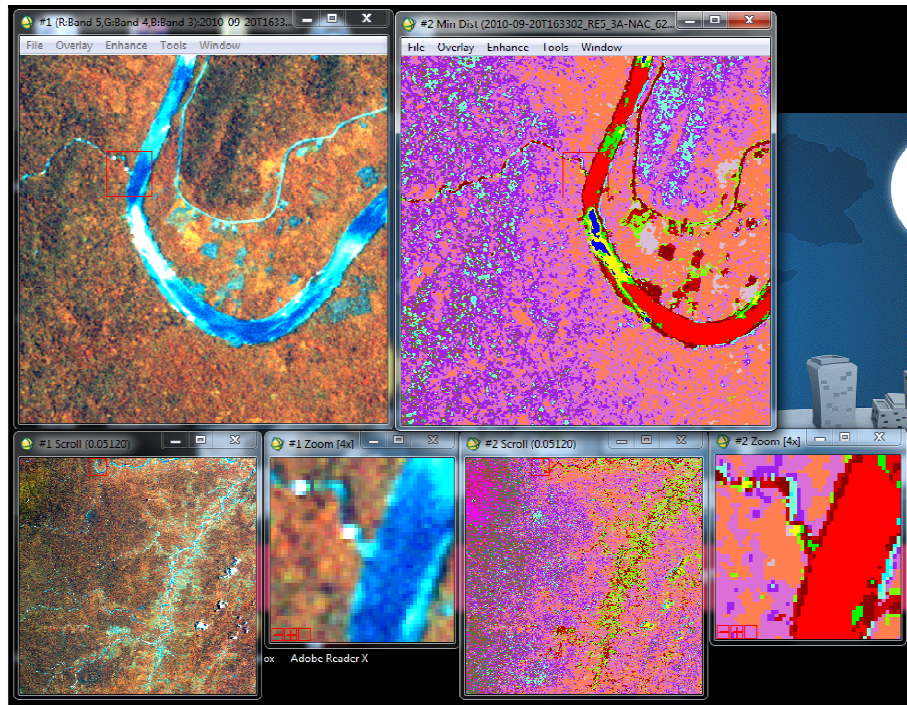 #1 (R:Band 5,G:Band 4,B:Band 3):2010-09-20T1633...
File Overlay Enhance Tools Window
#2 Min Dist (2010-09-20T163302_RE5_3A-NAC_62...
File Overlay Enhance Tools Window
#1 Scroll (0.05120)
#1 Zoom [4x]
#2 Scroll (0.05120)
#2 Zoom [4x]
ox
Adobe Reader X